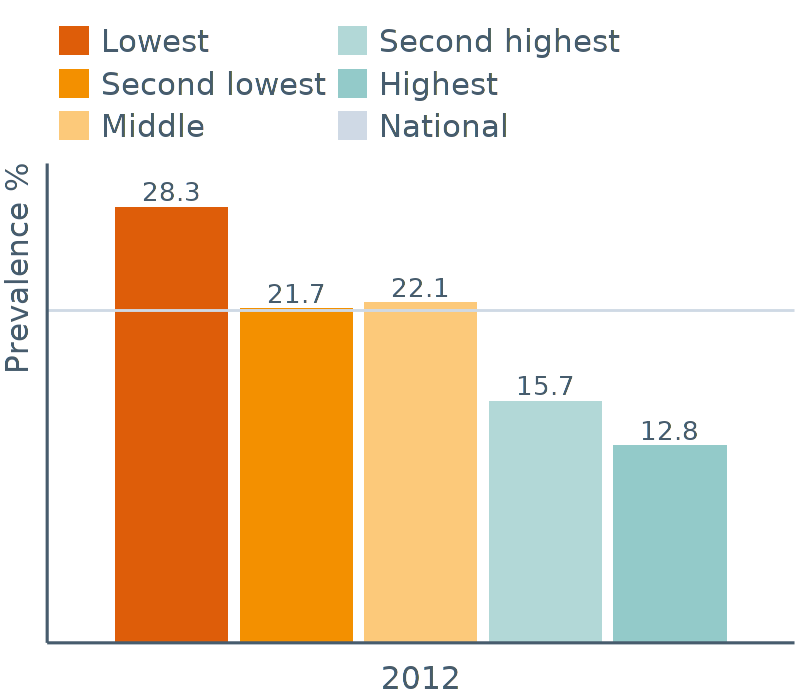 Lowest
Second lowest
Middle
Second highest
Highest
National
Prevalence %
28.3
21.7
22.1
15.7
12.8
2012